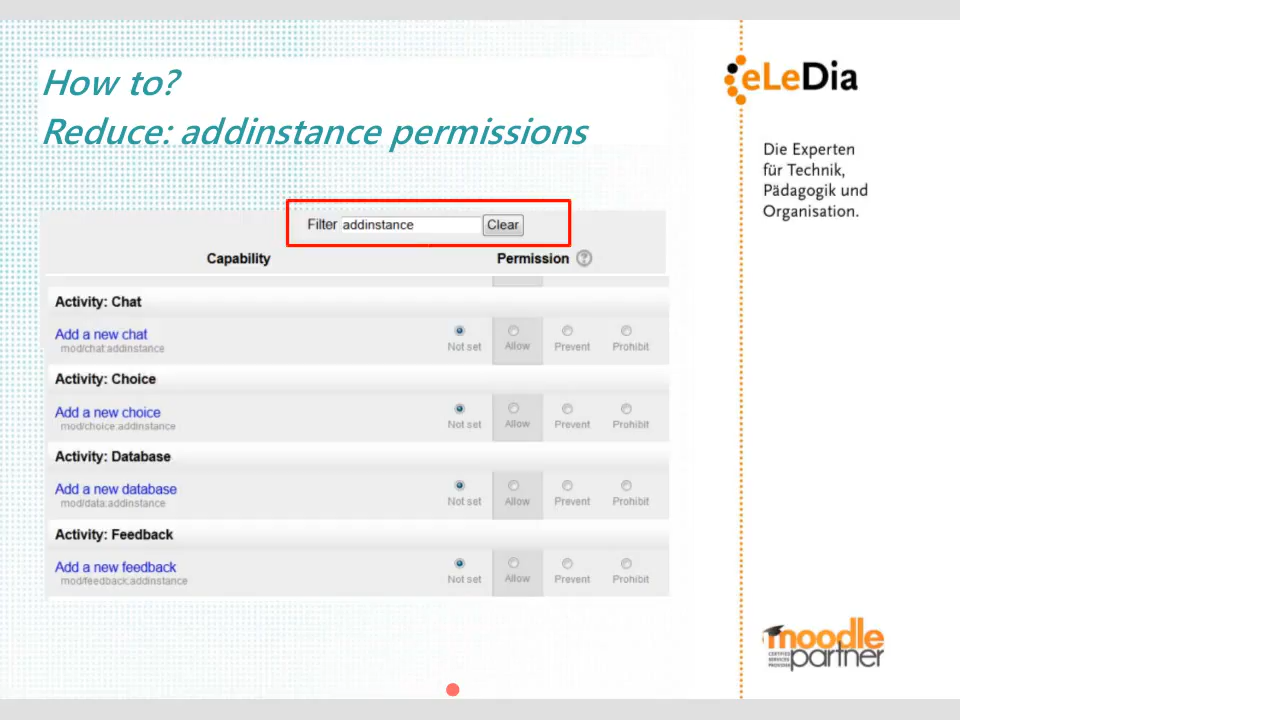 How to?
Reduce: addinstance permissions
eLeDia
Die Experten
für Technik,
Pädagogik und
Organisation.
Filter addinstance Clear
Capability Permission ?
Activity: Chat
Add a new chat
mod/chat:addinstance
Not set Allow Prevent Prohibit
Activity: Choice
Add a new choice
mod/choice:addinstance
Not set Allow Prevent Prohibit
Activity: Database
Add a new database
mod/data:addinstance
Not set Allow Prevent Prohibit
Activity: Feedback
Add a new feedback
mod/feedback:addinstance
Not set Allow Prevent Prohibit
moodle
CERTIFIED
SERVICES
PROVIDER
partner